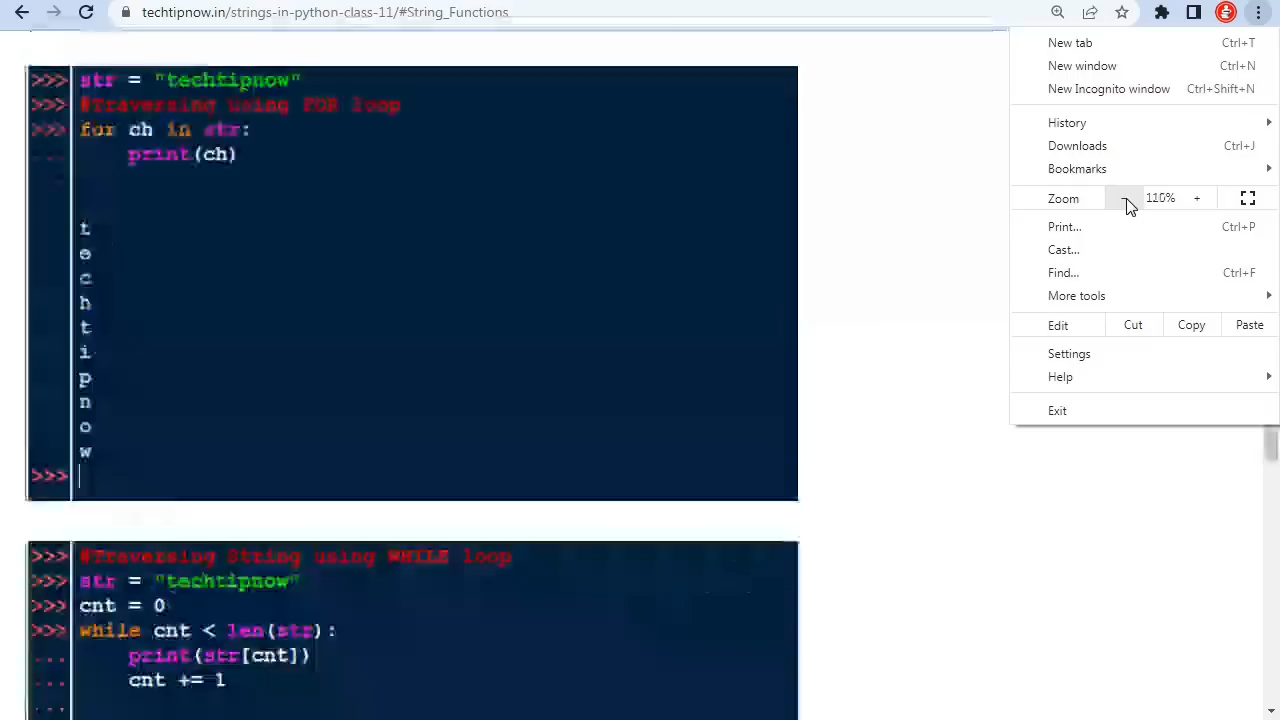 techtipnow.in/strings-in-python-class-11/#String_Functions
>>> str = "techtipnow"
>>> #Traversing using FOR loop
>>> for ch in str:
... print(ch)
t
e
c
h
t
i
p
n
o
w
>>>
>>> #Traversing String using WHILE loop
>>> str = "techtipnow"
>>> cnt = 0
>>> while cnt < len(str):
... print(str[cnt])
... cnt += 1
...
New tab Ctrl+T
New window Ctrl+N
New Incognito window Ctrl+Shift+N
History
Downloads Ctrl+J
Bookmarks
Zoom - 110% +
Print... Ctrl+P
Cast...
Find... Ctrl+F
More tools
Edit Cut Copy Paste
Settings
Help
Exit